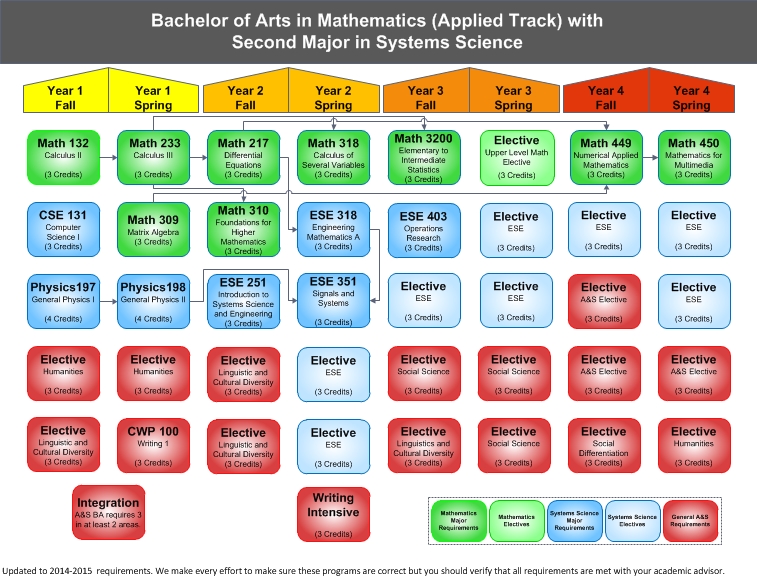 Bachelor of Arts in Mathematics (Applied Track) with
Second Major in Systems Science
Year 1
Fall
Year 1
Spring
Year 2
Fall
Year 2
Spring
Year 3
Fall
Year 3
Spring
Year 4
Fall
Year 4
Spring
Math 132
Calculus II
(3 Credits)
Math 233
Calculus III
(3 Credits)
Math 217
Differential
Equations
(3 Credits)
Math 318
Calculus of
Several Variables
(3 Credits)
Math 3200
Elementary to
Intermediate
Statistics
(3 Credits)
Elective
Upper Level Math
Elective
(3 Credits)
Math 449
Numerical Applied
Mathematics
(3 Credits)
Math 450
Mathematics for
Multimedia
(3 Credits)
CSE 131
Computer
Science I
(3 Credits)
Math 309
Matrix Algebra
(3 Credits)
Math 310
Foundations for
Higher
Mathematics
(3 Credits)
ESE 318
Engineering
Mathematics A
(3 Credits)
ESE 403
Operations
Research
(3 Credits)
Elective
ESE
(3 Credits)
Elective
ESE
(3 Credits)
Elective
ESE
(3 Credits)
Physics197
General Physics I
(4 Credits)
Physics198
General Physics II
(4 Credits)
ESE 251
Introduction to
Systems Science
and Engineering
(3 Credits)
ESE 351
Signals and
Systems
(3 Credits)
Elective
ESE
(3 Credits)
Elective
ESE
(3 Credits)
Elective
A&S Elective
(3 Credits)
Elective
ESE
(3 Credits)
Elective
Humanities
(3 Credits)
Elective
Humanities
(3 Credits)
Elective
Linguistic and
Cultural Diversity
(3 Credits)
Elective
ESE
(3 Credits)
Elective
Social Science
(3 Credits)
Elective
Social Science
(3 Credits)
Elective
A&S Elective
(3 Credits)
Elective
A&S Elective
(3 Credits)
Elective
Linguistic and
Cultural Diversity
(3 Credits)
CWP 100
Writing 1
(3 Credits)
Elective
Linguistic and
Cultural Diversity
(3 Credits)
Elective
ESE
(3 Credits)
Elective
Linguistics and
Cultural Diversity
(3 Credits)
Elective
Social Science
(3 Credits)
Elective
Social
Differentiation
(3 Credits)
Elective
Humanities
(3 Credits)
Integration
A&S BA requires 3
in at least 2 areas.
Writing
Intensive
(3 Credits)
Mathematics
Major
Requirements
Mathematics
Electives
Systems Science
Major
Requirements
Systems Science
Electives
General A&S
Requirements
Updated to 2014-2015 requirements. We make every effort to make sure these programs are correct but you should verify that all requirements are met with your academic advisor.